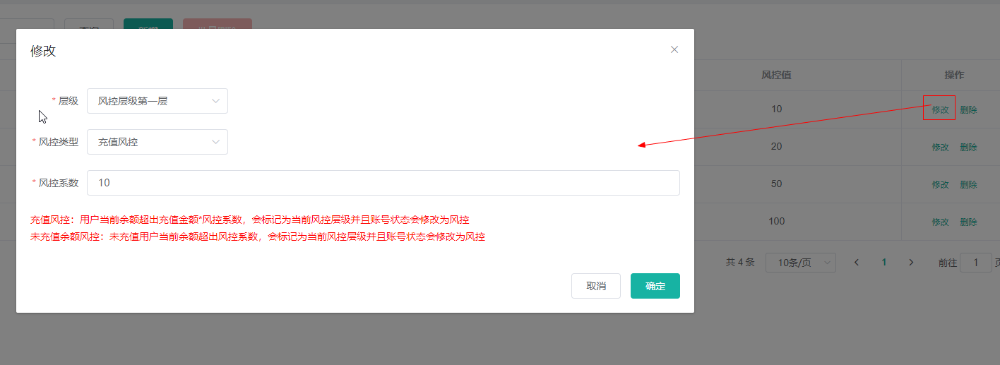 新增
修改
* 层级
风控层级第一层
* 风控类型
充值风控
* 风控系数
10
充值风控：用户当前余额超出充值金额*风控系数，会标记为当前风控层级并且账号状态会修改为风控
未充值余额风控：未充值用户当前余额超出风控系数，会标记为当前风控层级并且账号状态会修改为风控
取消
确定
风控值 操作
10 修改 删除
20 修改 删除
50 修改 删除
100 修改 删除
共 4 条 10条/页 1 前往 1 页